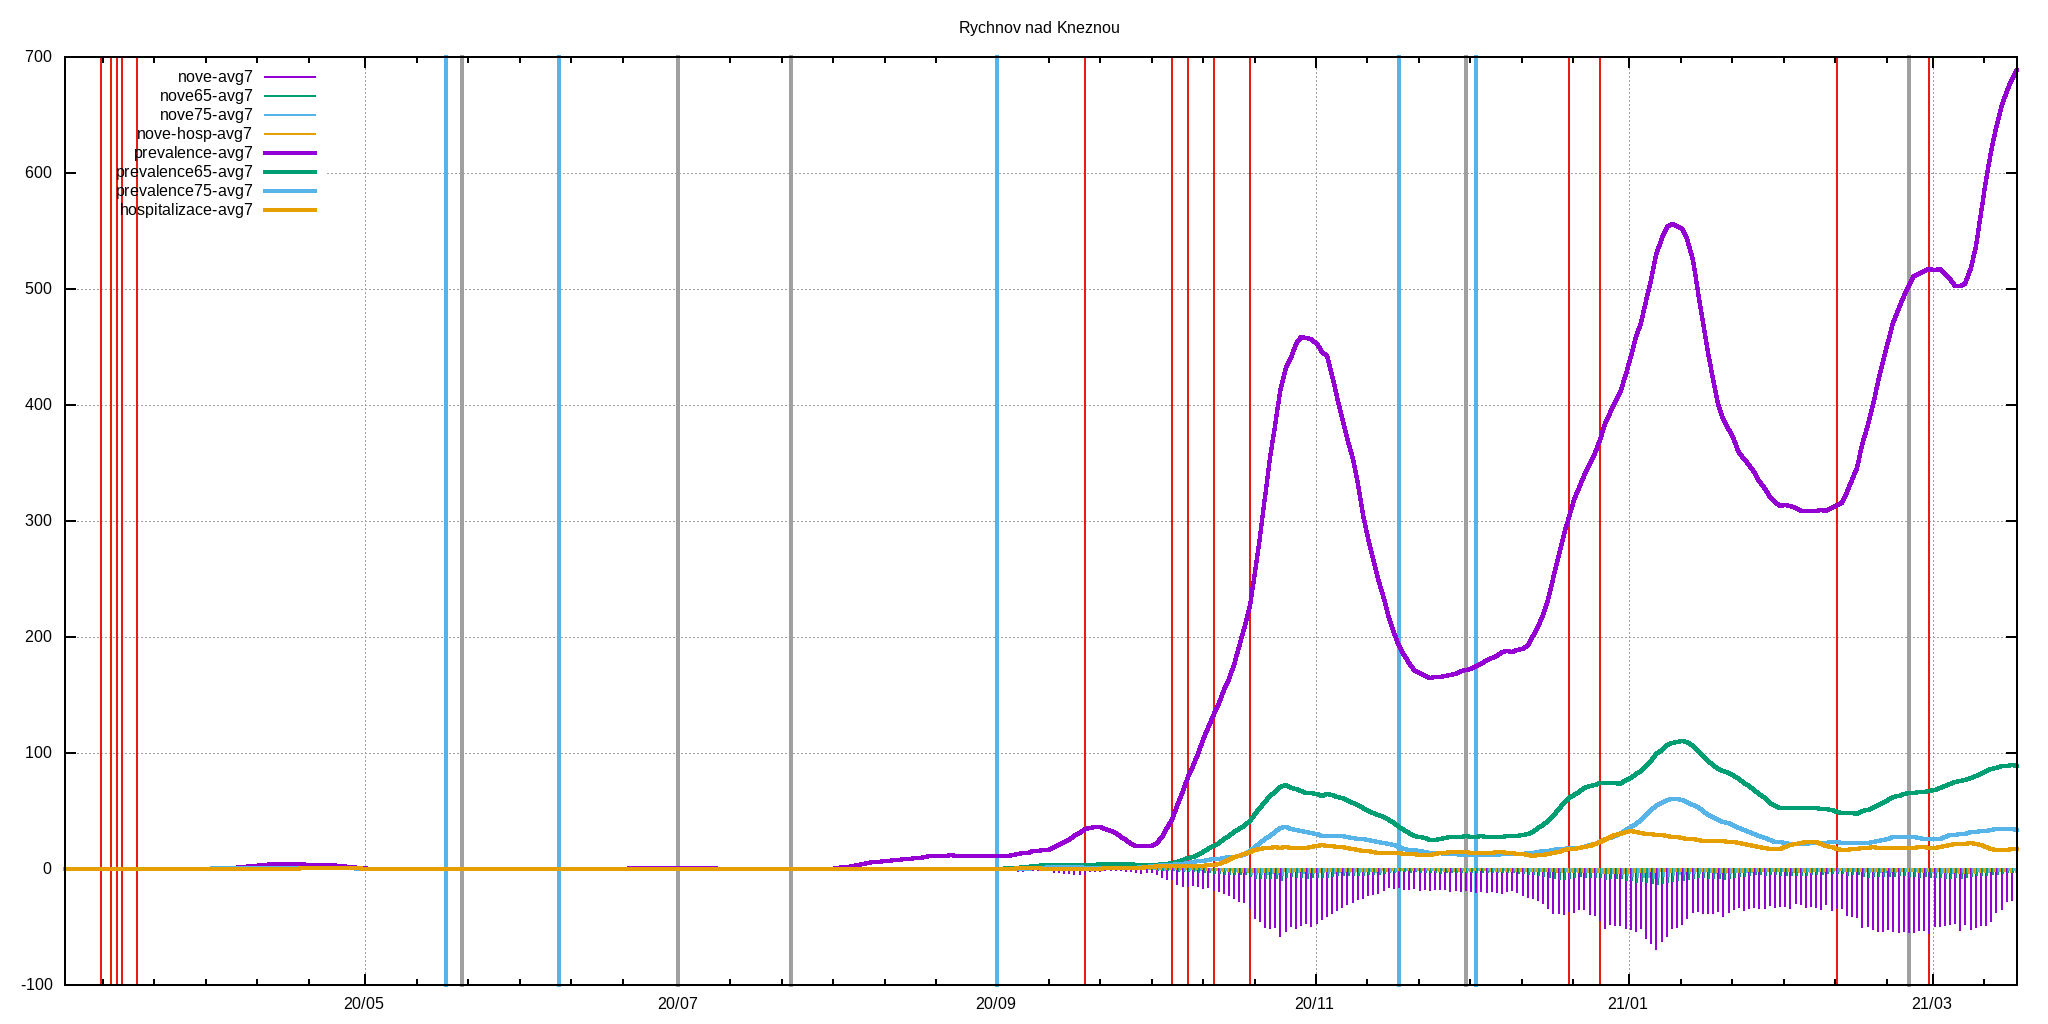 Rychnov nad Kneznou
700
600
500
400
300
200
100
0
-100
nove-avg7
nove65-avg7
nove75-avg7
nove-hosp-avg7
prevalence-avg7
prevalence65-avg7
prevalence75-avg7
hospitalizace-avg7
20/05
20/07
20/09
20/11
21/01
21/03